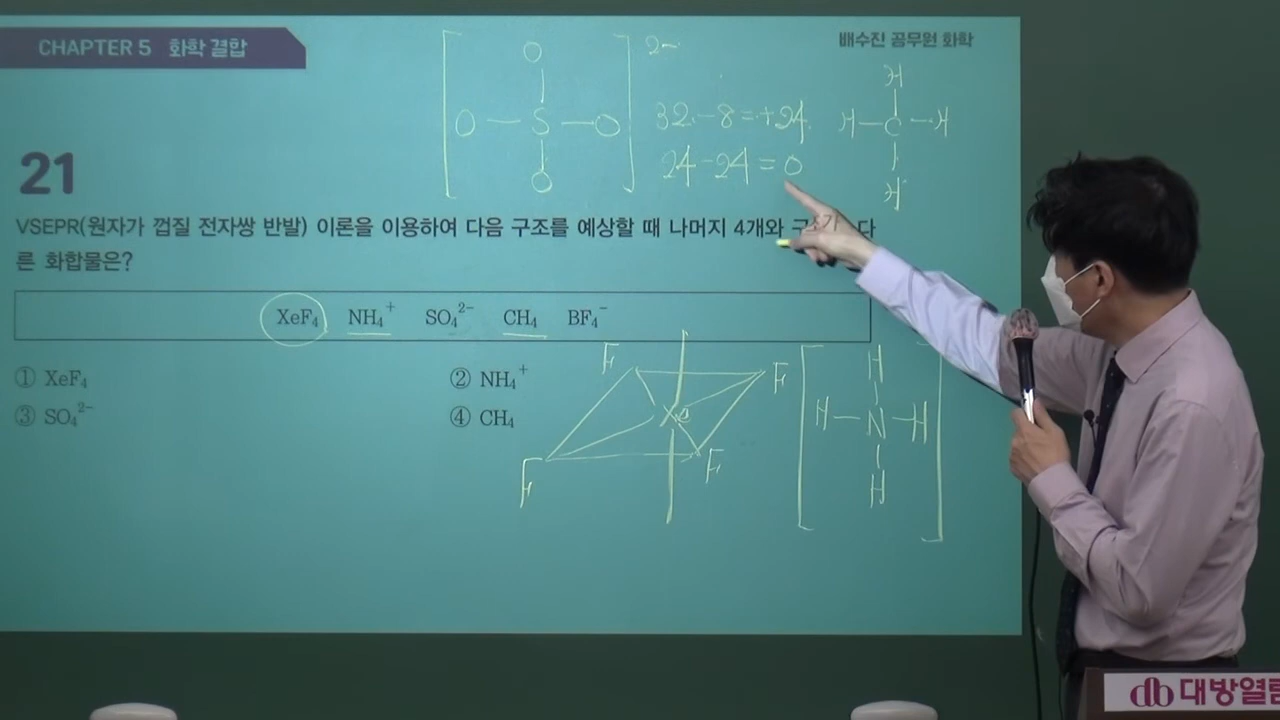 CHAPTER 5 화학 결합
배수진 공무원 화학
O
2-
O — S — O
O
32 - 8 = +24
24 - 24 = 0
H
H — C — H
H
21
VSEPR(원자가 껍질 전자쌍 반발) 이론을 이용하여 다음 구조를 예상할 때 나머지 4개와 다
른 화합물은?
XeF₄ NH₄⁺ SO₄²⁻ CH₄ BF₄⁻
① XeF₄ ② NH₄⁺
③ SO₄²⁻ ④ CH₄
F F
Xe
F F
H
H — N — H
H
db 대방열림